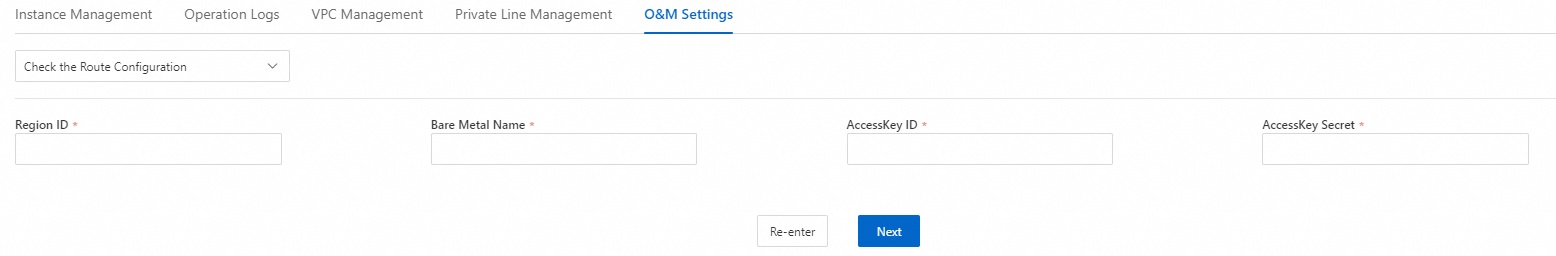 Instance Management Operation Logs VPC Management Private Line Management O&M Settings
Check the Route Configuration
Region ID * Bare Metal Name * AccessKey ID * AccessKey Secret *
Re-enter Next